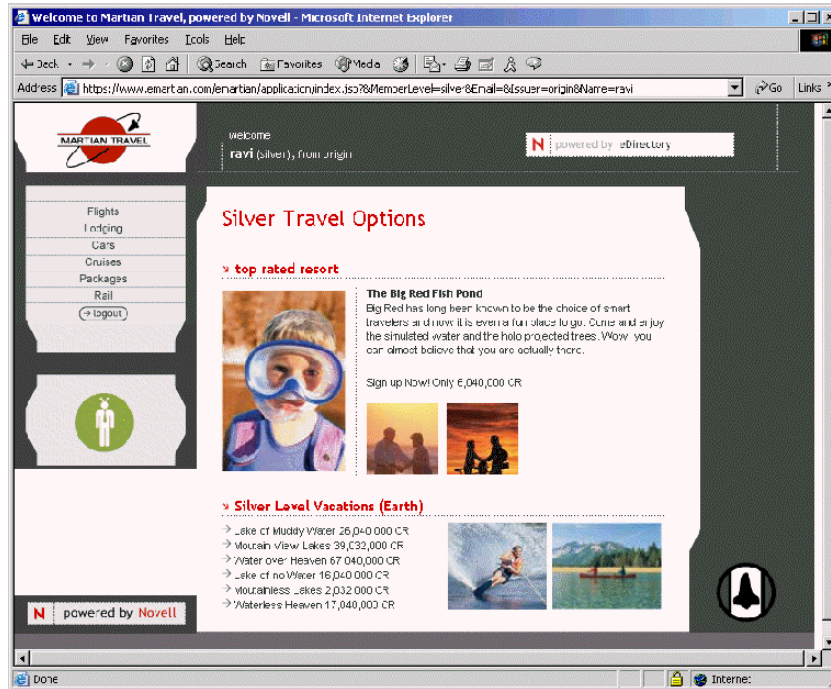 Welcome to Martian Travel, powered by Novell - Microsoft Internet Explorer
File Edit View Favorites Tools Help
Back Search Favorites Media
Address https://www.emartian.com/emartian/application/index.jsp?&MemberLevel=silver&Email=&Issuer=origin&Name=ravi Go Links »
MARTIAN TRAVEL
welcome
ravi (silver), from origin
N powered by eDirectory
Flights
Lodging
Cars
Cruises
Packages
Rail
logout
Silver Travel Options
» top rated resort
The Big Red Fish Pond
Big Red has long been known to be the choice of smart
travelers and now it is even a fun place to go. Come and enjoy
the simulated water and the holo projected trees. Wow you
can almost believe that you are actually there.
Sign up Now! Only 6,040,000 CR
» Silver Level Vacations (Earth)
Lake of Muddy Water 26,040,000 CR
Moutain View Lakes 39,032,000 CR
Water over Heaven 67,040,000 CR
Lake of no Water 16,040,000 CR
Moutainless Lakes 2,032,000 CR
Waterless Heaven 17,040,000 CR
N powered by Novell
Done Internet